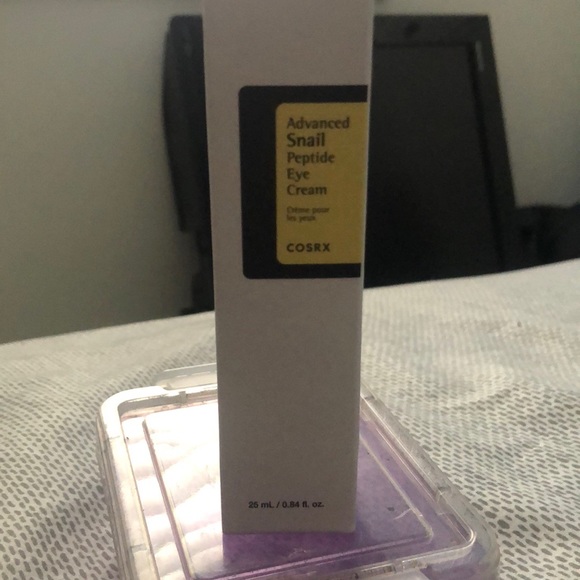 Advanced
Snail
Peptide
Eye
Cream
Crème pour
les yeux
COSRX
25 mL / 0.84 fl. oz.